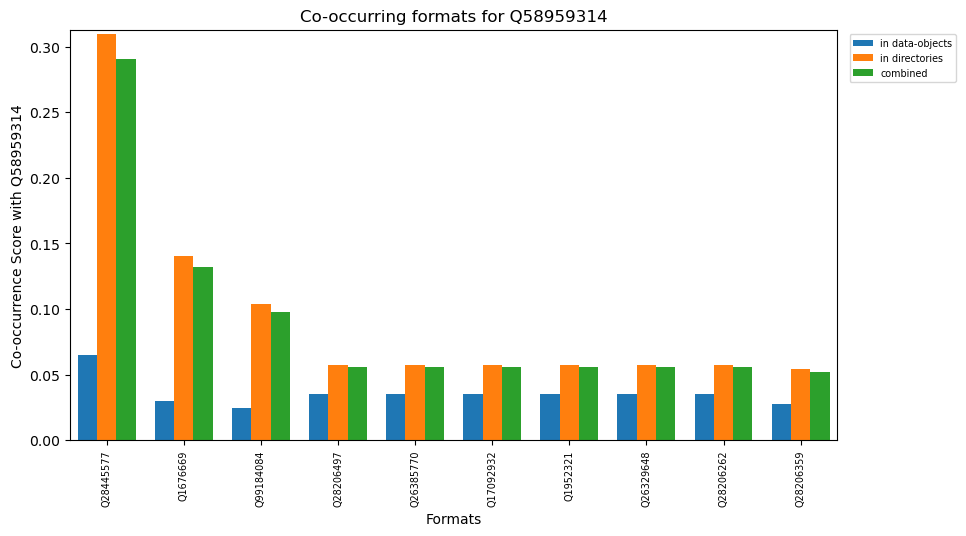 Co-occurring formats for Q58959314
Co-occurrence Score with Q58959314
0.30
0.25
0.20
0.15
0.10
0.05
0.00
Q28445577
Q1676669
Q99184084
Q28206497
Q26385770
Q17092932
Q1952321
Q26329648
Q28206262
Q28206359
Formats
in data-objects
in directories
combined